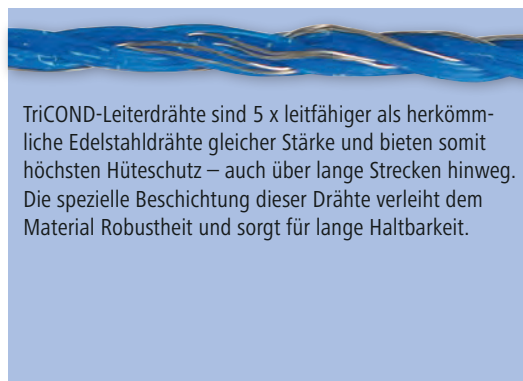 TriCOND-Leiterdrähte sind 5 x leitfähiger als herkömm-
liche Edelstahldrähte gleicher Stärke und bieten somit
höchsten Hüteschutz – auch über lange Strecken hinweg.
Die spezielle Beschichtung dieser Drähte verleiht dem
Material Robustheit und sorgt für lange Haltbarkeit.